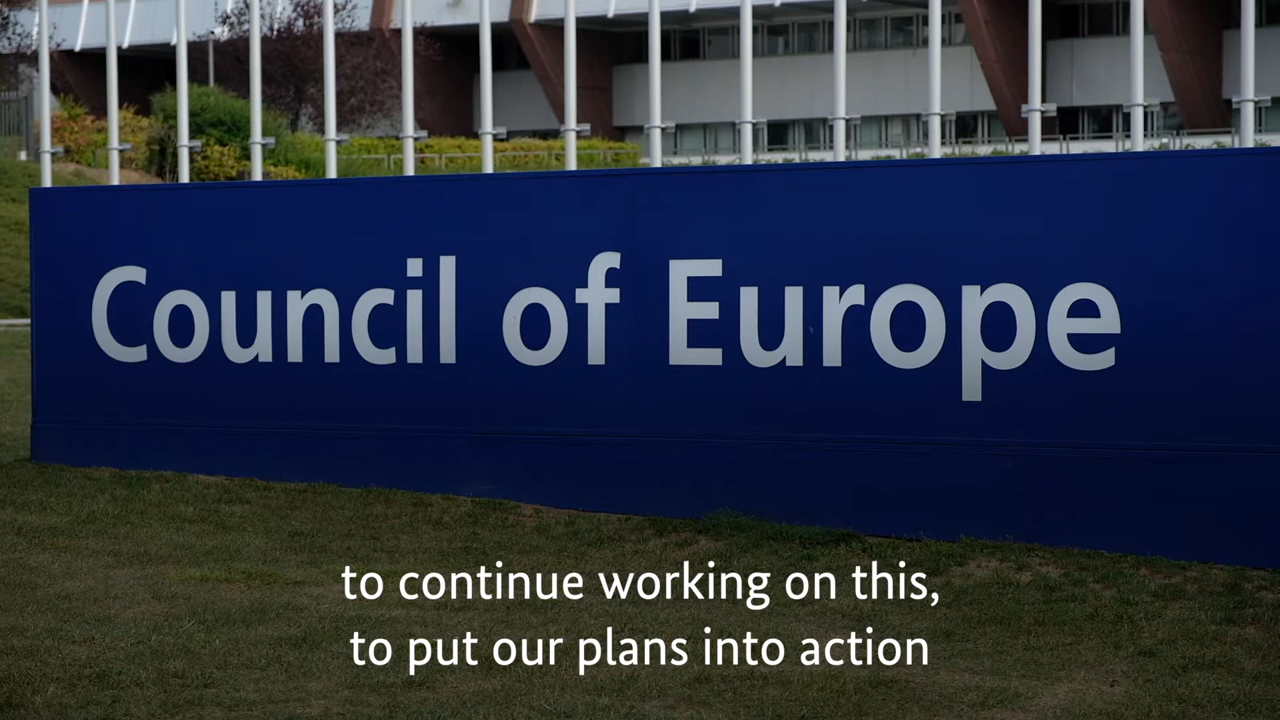 Council of Europe
to continue working on this,
to put our plans into action